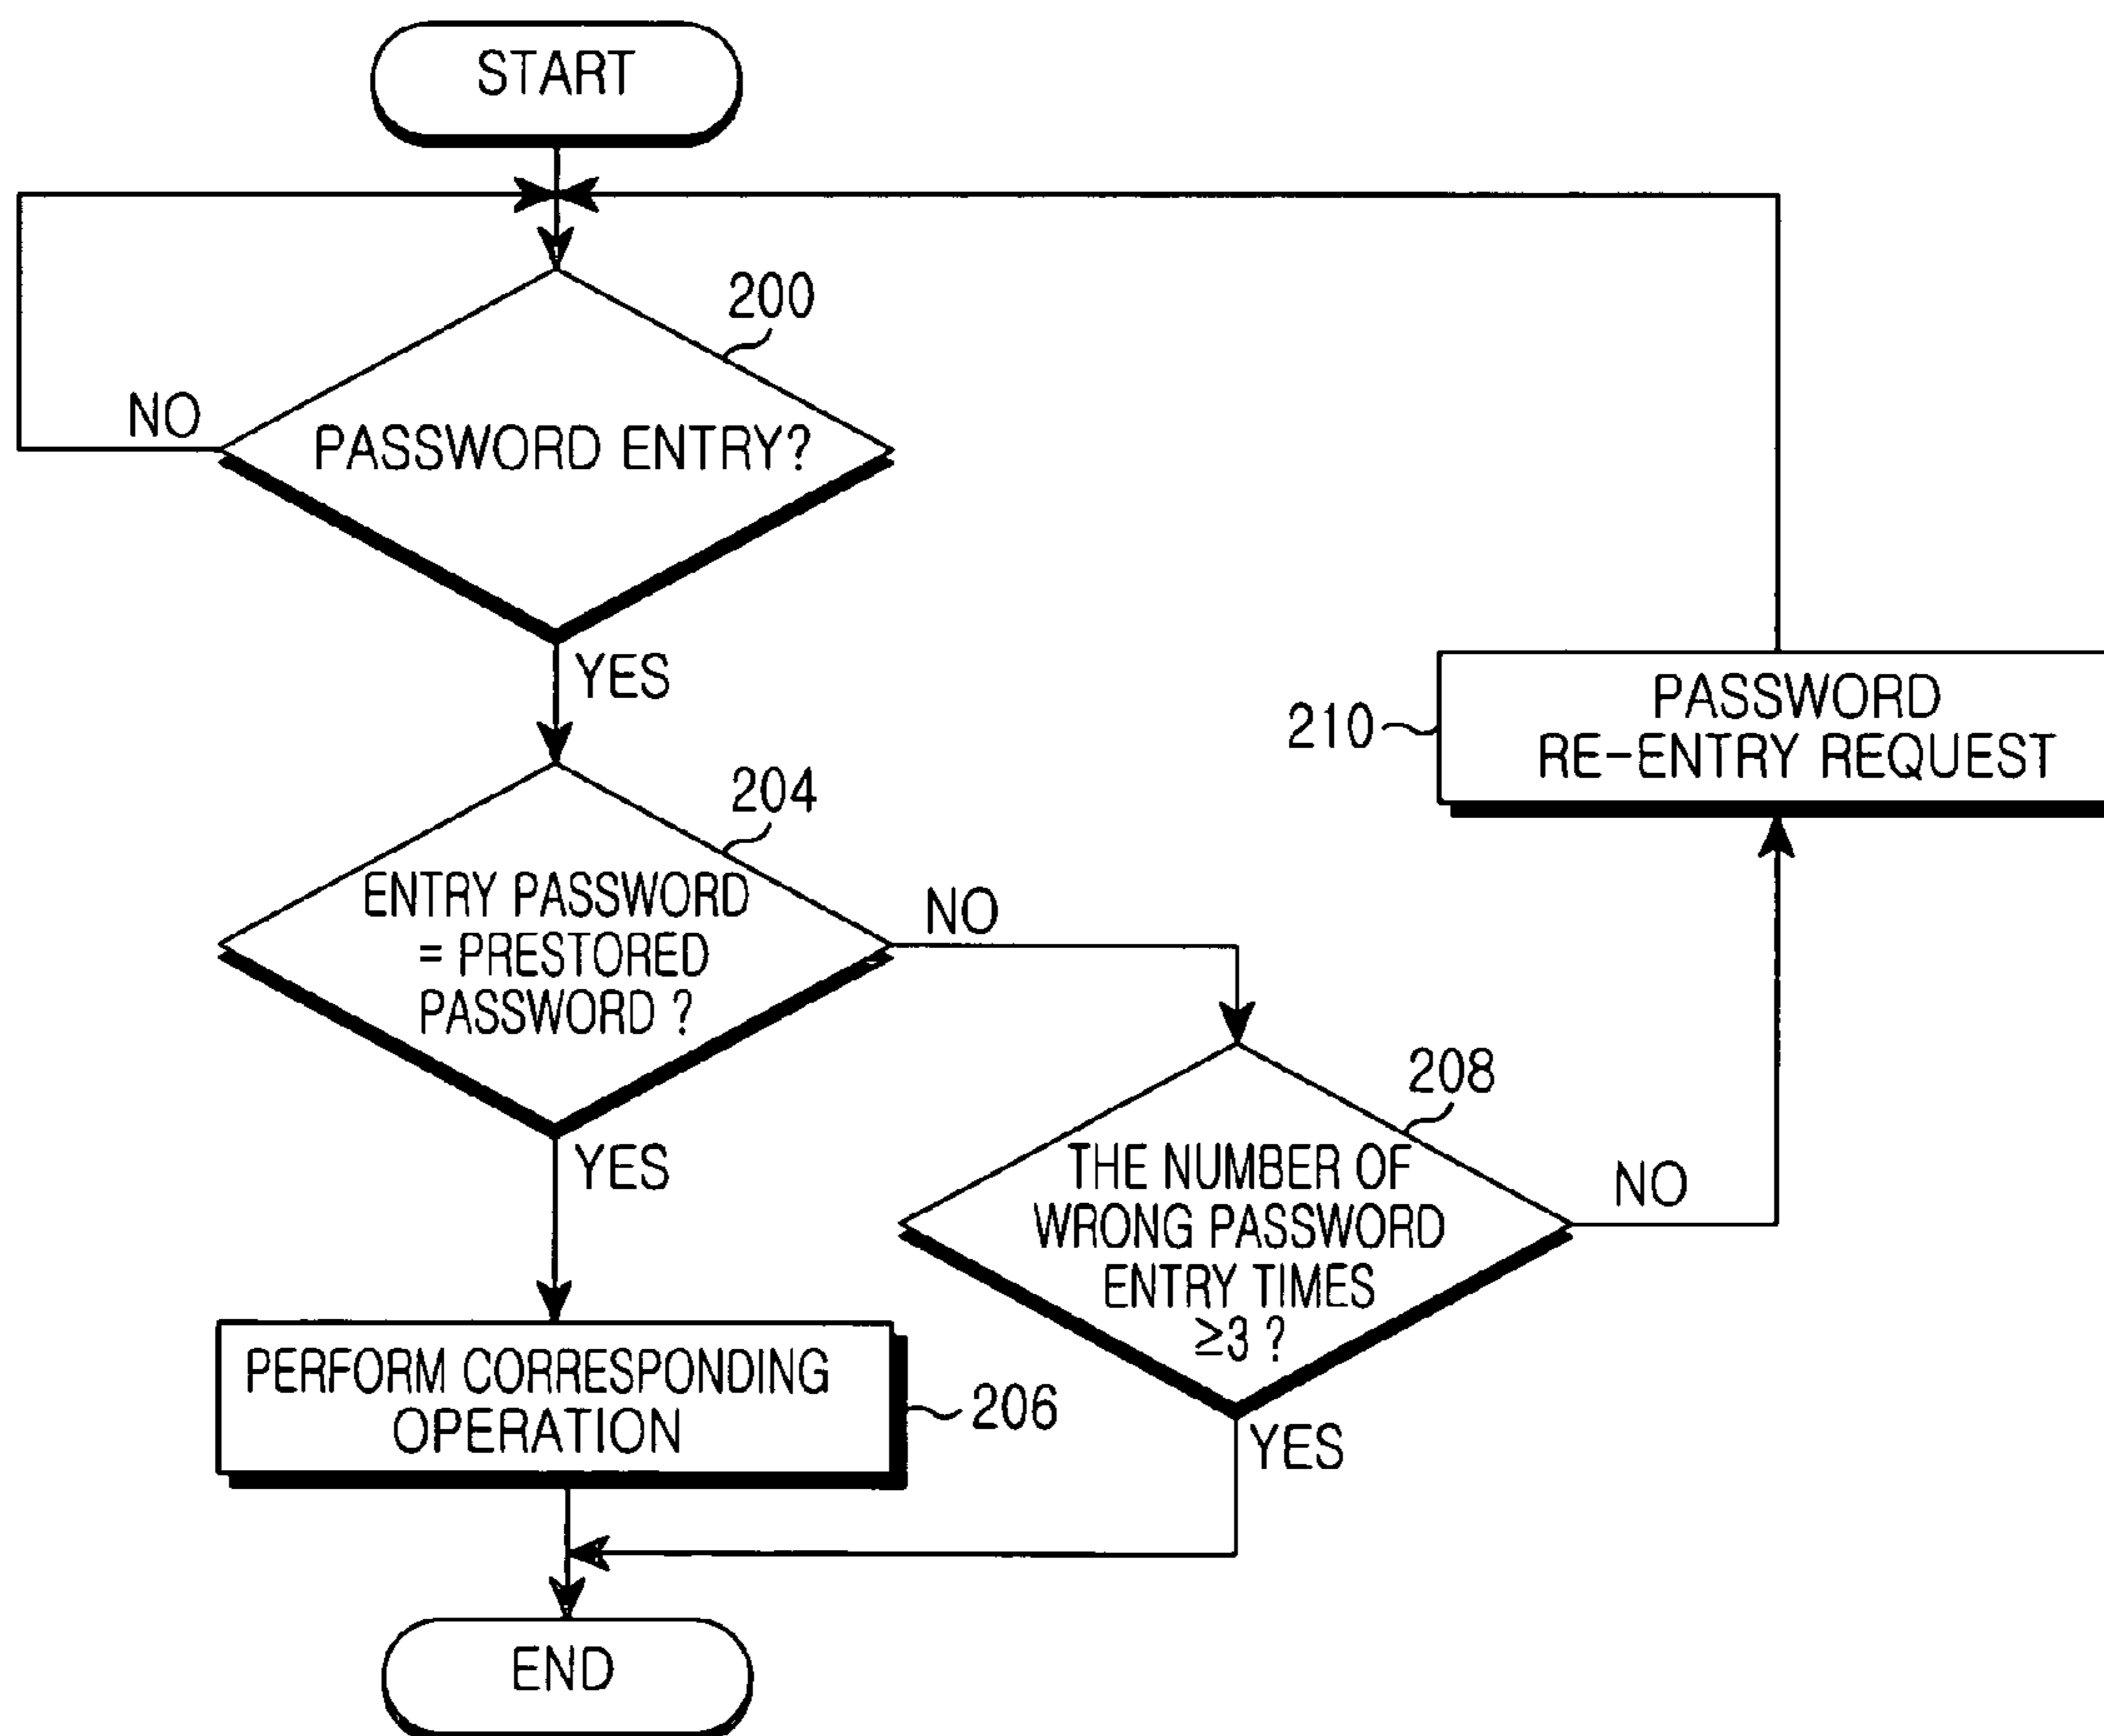 START
200
NO
PASSWORD ENTRY?
YES
210
PASSWORD
RE-ENTRY REQUEST
204
ENTRY PASSWORD
= PRESTORED
PASSWORD ?
NO
YES
208
THE NUMBER OF
WRONG PASSWORD
ENTRY TIMES
≥3 ?
NO
YES
PERFORM CORRESPONDING
OPERATION
206
END